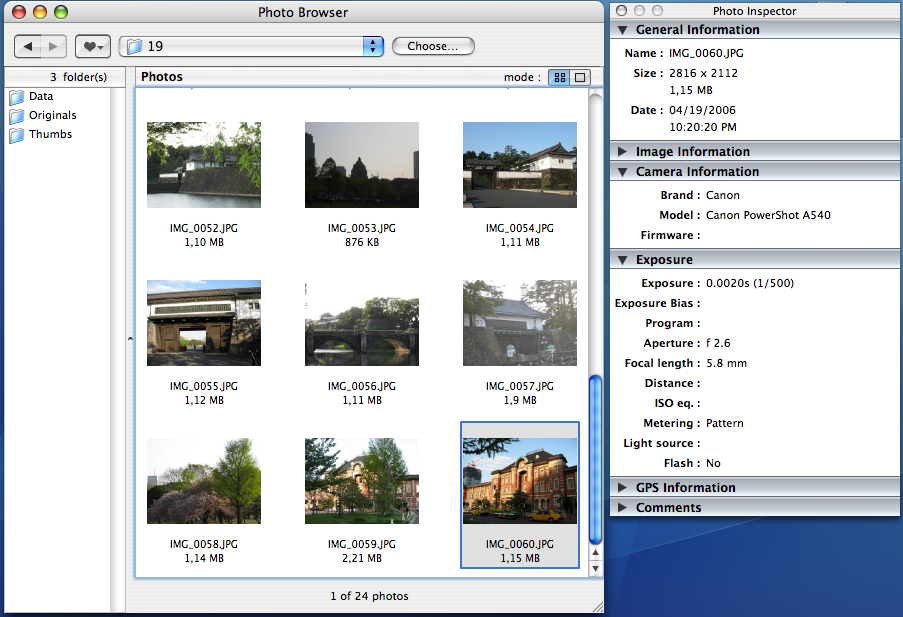 Photo Browser
19
Choose...
3 folder(s)
Data
Originals
Thumbs
Photos
mode :
IMG_0052.JPG
1,10 MB
IMG_0053.JPG
876 KB
IMG_0054.JPG
1,11 MB
IMG_0055.JPG
1,12 MB
IMG_0056.JPG
1,11 MB
IMG_0057.JPG
1,9 MB
IMG_0058.JPG
1,14 MB
IMG_0059.JPG
2,21 MB
IMG_0060.JPG
1,15 MB
1 of 24 photos
Photo Inspector
General Information
Name : IMG_0060.JPG
Size : 2816 x 2112
1,15 MB
Date : 04/19/2006
10:20:20 PM
Image Information
Camera Information
Brand : Canon
Model : Canon PowerShot A540
Firmware :
Exposure
Exposure : 0.0020s (1/500)
Exposure Bias :
Program :
Aperture : f 2.6
Focal length : 5.8 mm
Distance :
ISO eq. :
Metering : Pattern
Light source :
Flash : No
GPS Information
Comments